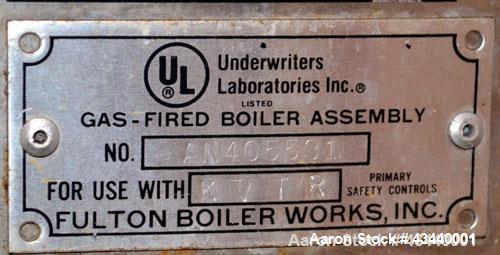 UL ®
Underwriters
Laboratories Inc.®
LISTED
GAS-FIRED BOILER ASSEMBLY
NO. AN405531
FOR USE WITH KVTR PRIMARY
SAFETY CONTROLS
FULTON BOILER WORKS, INC.
Aaron Stock # 43440001